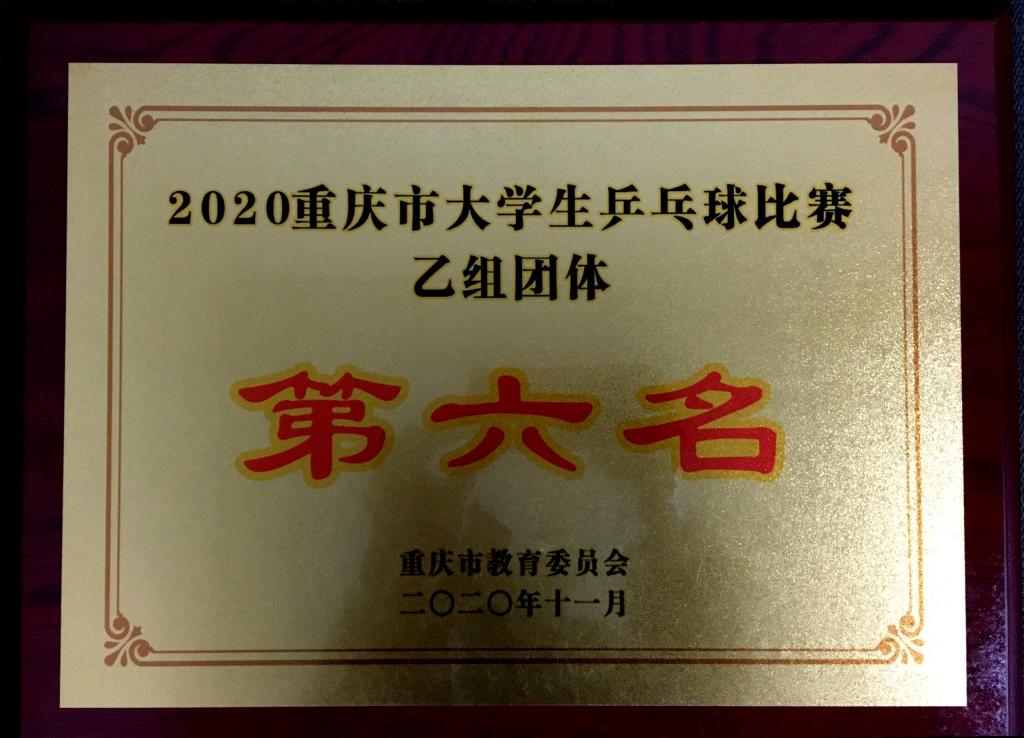 2020重庆市大学生乒乓球比赛
乙组团体
第六名
重庆市教育委员会
二〇二〇年十一月